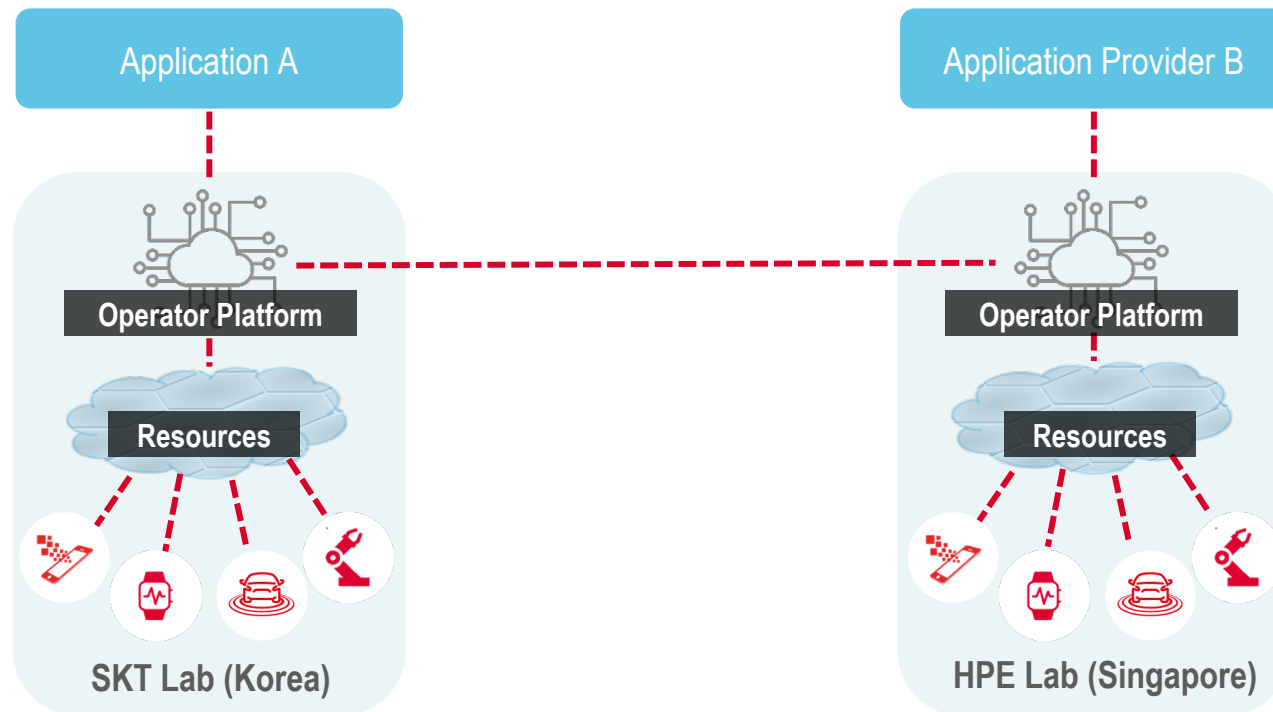 Application A
Application Provider B
Operator Platform
Operator Platform
Resources
Resources
SKT Lab (Korea)
HPE Lab (Singapore)